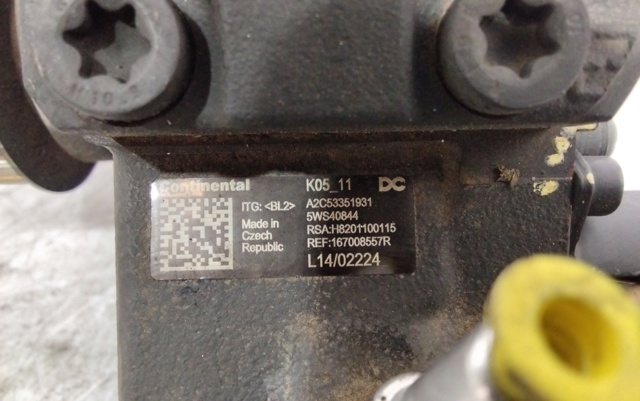 Continental
K05_11 DC
ITG: <BL2>
A2C53351931
5WS40844
Made in
Czech
Republic
RSA:H8201100115
REF:167008557R
L14/02224